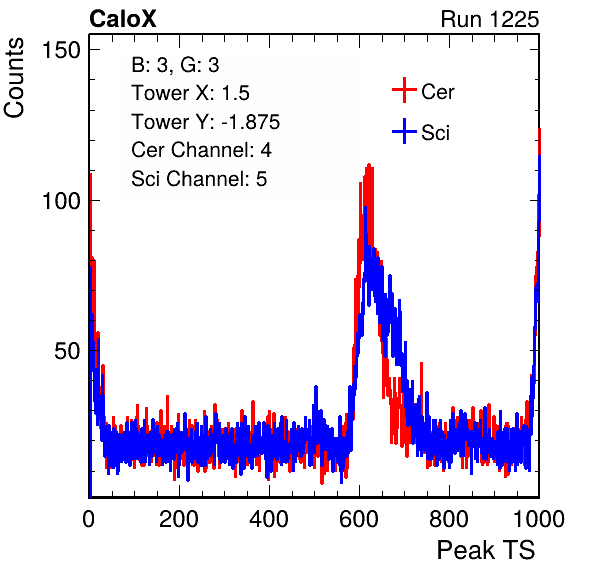 CaloX Run 1225
Counts
150
100
50
B: 3, G: 3
Tower X: 1.5
Tower Y: -1.875
Cer Channel: 4
Sci Channel: 5
Cer
Sci
0 200 400 600 800 1000
Peak TS